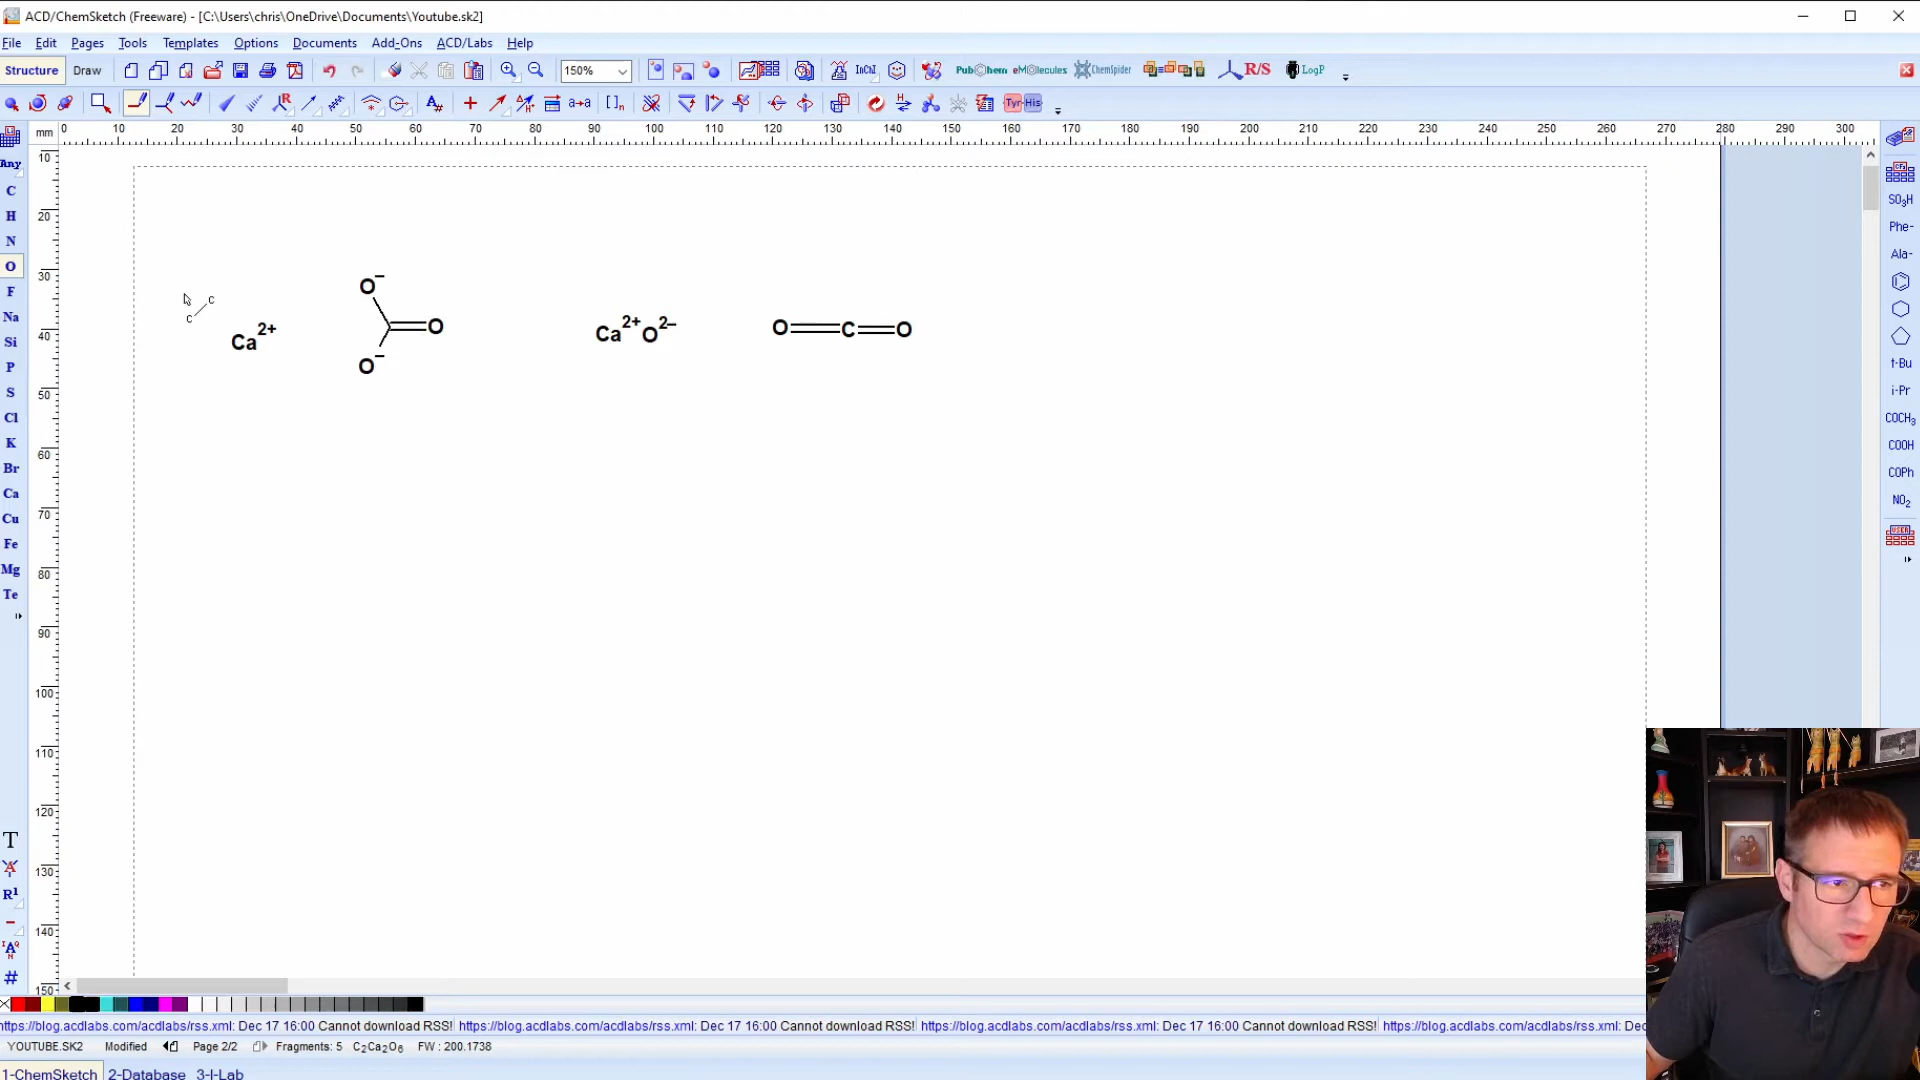 ACD/ChemSketch (Freeware) - [C:\Users\chris\OneDrive\Documents\Youtube.sk2]
File Edit Pages Tools Templates Options Documents Add-Ons ACD/Labs Help
Structure Draw 150% InChI PubChem eMolecules ChemSpider R/S LogP
Tyr His
mm 0 10 20 30 40 50 60 70 80 90 100 110 120 130 140 150 160 170 180 190 200 210 220 230 240 250 260 270 280 290 300
10
20
30
40
50
60
70
80
90
100
110
120
130
140
150
Any
C
H
N
O
F
Na
Si
P
S
Cl
K
Br
Ca
Cu
Fe
Mg
Te
T
A
R1
#
C
C
Ca2+
O–
O
O–
Ca2+O2–
O C O
SO3H
Phe-
Ala-
t-Bu
i-Pr
COCH3
COOH
COPh
NO2
https://blog.acdlabs.com/acdlabs/rss.xml: Dec 17 16:00 Cannot download RSS! https://blog.acdlabs.com/acdlabs/rss.xml: Dec 17 16:00 Cannot download RSS! https://blog.acdlabs.com/acdlabs/rss.xml: Dec 17 16:00 Cannot download RSS! https://blog.acdlabs.com/acdlabs/rss.xml: Dec
YOUTUBE.SK2 Modified Page 2/2 Fragments: 5 C2Ca2O6 FW : 200.1738
1-ChemSketch 2-Database 3-I-Lab